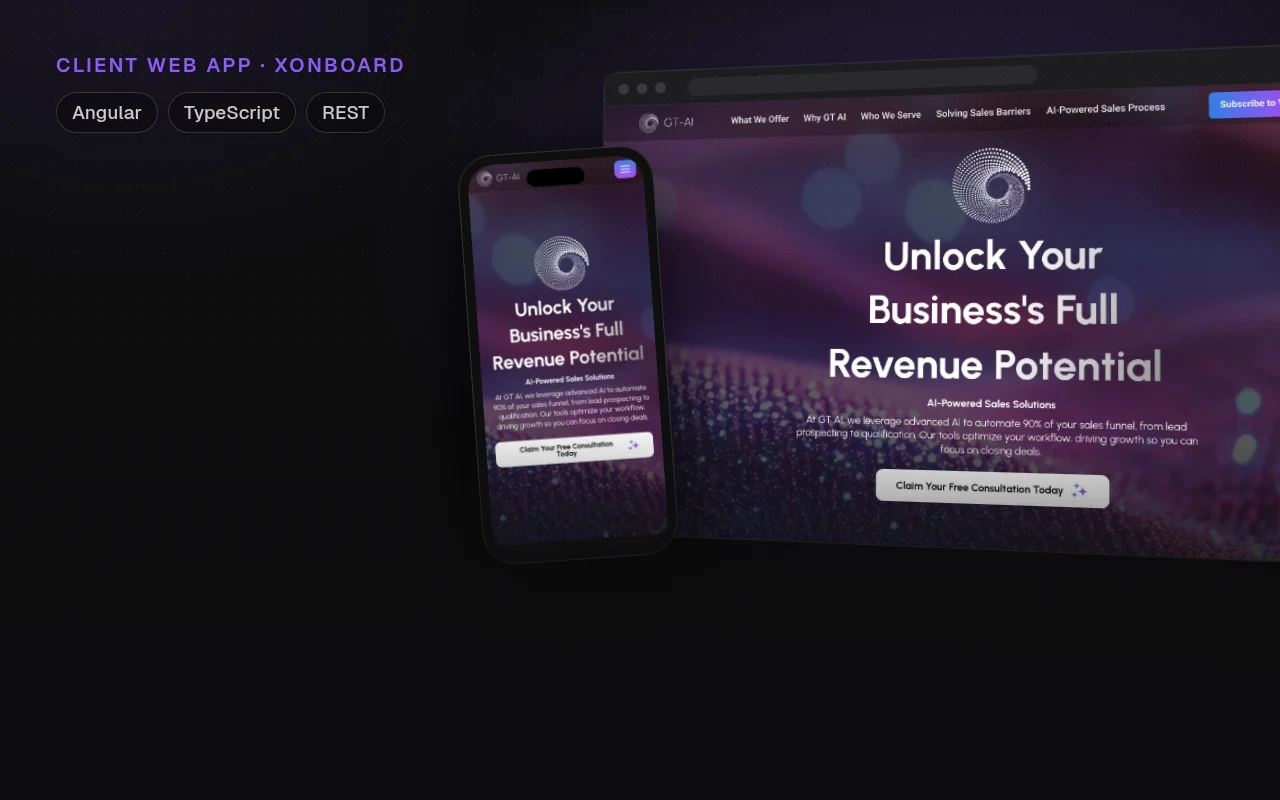 CLIENT WEB APP · XONBOARD
Angular
TypeScript
REST
GT-AI
What We Offer
Why GT AI
Who We Serve
Solving Sales Barriers
AI-Powered Sales Process
Subscribe to
Unlock Your
Business's Full
Revenue Potential
AI-Powered Sales Solutions
At GT AI, we leverage advanced AI to automate 90% of your sales funnel, from lead
prospecting to qualification. Our tools optimize your workflow, driving growth so you can
focus on closing deals.
Claim Your Free Consultation Today
GT-AI
Unlock Your
Business's Full
Revenue Potential
AI-Powered Sales Solutions
At GT AI, we leverage advanced AI to automate
90% of your sales funnel, from lead prospecting to
qualification. Our tools optimize your workflow,
driving growth so you can focus on closing deals.
Claim Your Free Consultation
Today